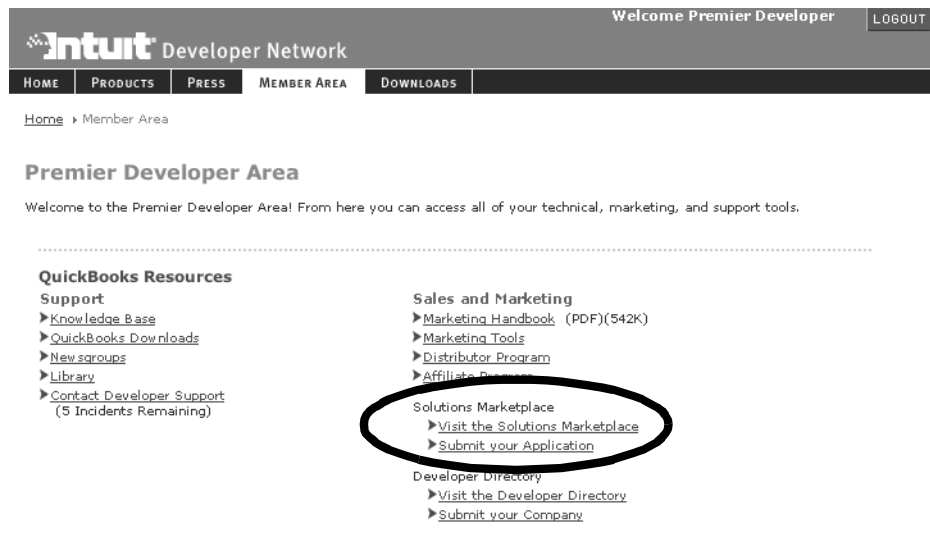 Welcome Premier Developer
LOGOUT
Intuit Developer Network
HOME PRODUCTS PRESS MEMBER AREA DOWNLOADS
Home Member Area
Premier Developer Area
Welcome to the Premier Developer Area! From here you can access all of your technical, marketing, and support tools.
QuickBooks Resources
Support
Knowledge Base
QuickBooks Downloads
Newsgroups
Library
Contact Developer Support
(5 Incidents Remaining)
Sales and Marketing
Marketing Handbook (PDF)(542K)
Marketing Tools
Distributor Program
Affiliate Program
Solutions Marketplace
Visit the Solutions Marketplace
Submit your Application
Developer Directory
Visit the Developer Directory
Submit your Company